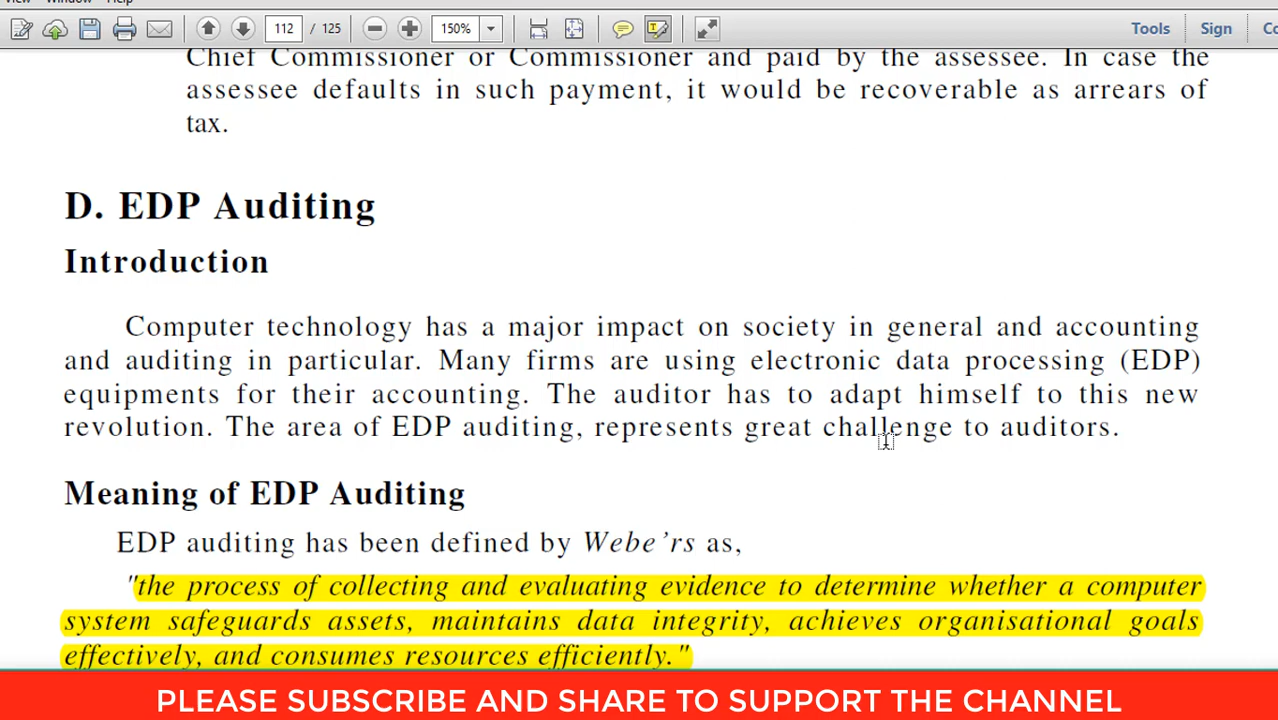 View Window Help
112 / 125 150% Tools Sign Co
Chief Commissioner or Commissioner and paid by the assessee. In case the
assessee defaults in such payment, it would be recoverable as arrears of
tax.
D. EDP Auditing
Introduction
Computer technology has a major impact on society in general and accounting
and auditing in particular. Many firms are using electronic data processing (EDP)
equipments for their accounting. The auditor has to adapt himself to this new
revolution. The area of EDP auditing, represents great challenge to auditors.
Meaning of EDP Auditing
EDP auditing has been defined by Webe'rs as,
"the process of collecting and evaluating evidence to determine whether a computer
system safeguards assets, maintains data integrity, achieves organisational goals
effectively, and consumes resources efficiently."
PLEASE SUBSCRIBE AND SHARE TO SUPPORT THE CHANNEL